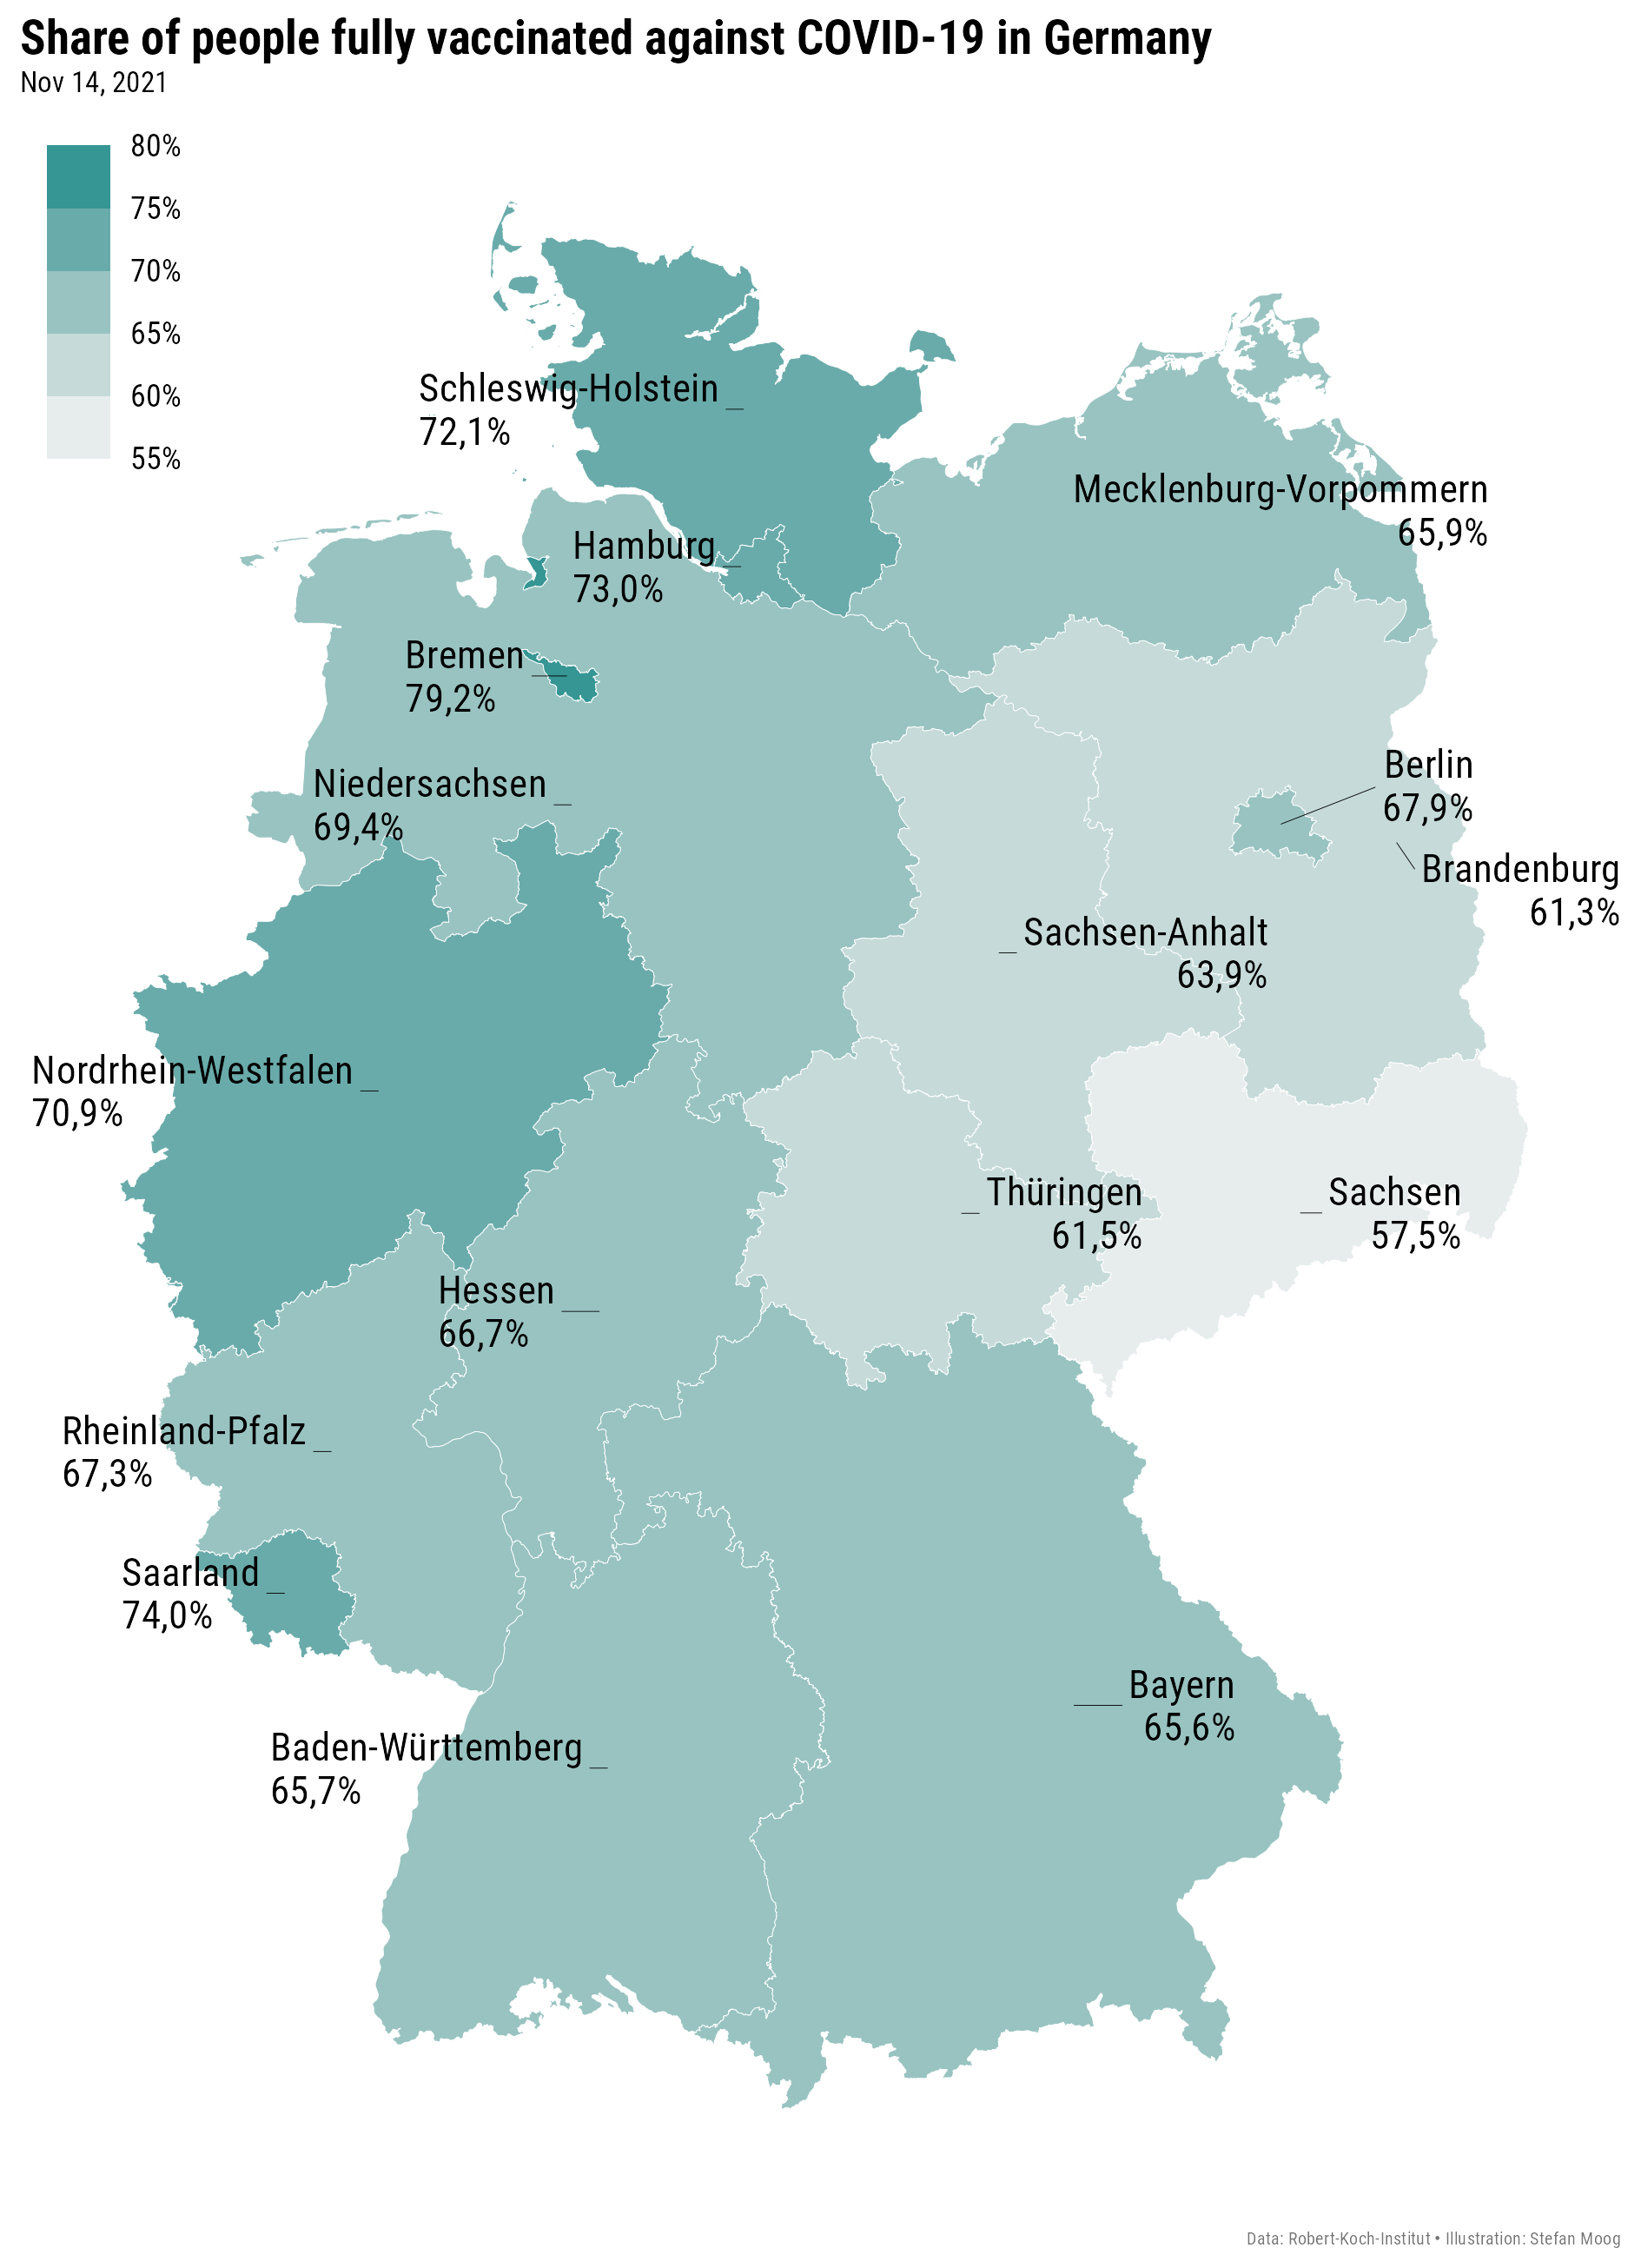 Share of people fully vaccinated against COVID-19 in Germany
Nov 14, 2021
80%
75%
70%
65%
60%
55%
Schleswig-Holstein
72,1%
Mecklenburg-Vorpommern
65,9%
Hamburg
73,0%
Bremen
79,2%
Niedersachsen
69,4%
Berlin
67,9%
Brandenburg
61,3%
Sachsen-Anhalt
63,9%
Nordrhein-Westfalen
70,9%
Thüringen
61,5%
Sachsen
57,5%
Hessen
66,7%
Rheinland-Pfalz
67,3%
Saarland
74,0%
Bayern
65,6%
Baden-Württemberg
65,7%
Data: Robert-Koch-Institut • Illustration: Stefan Moog